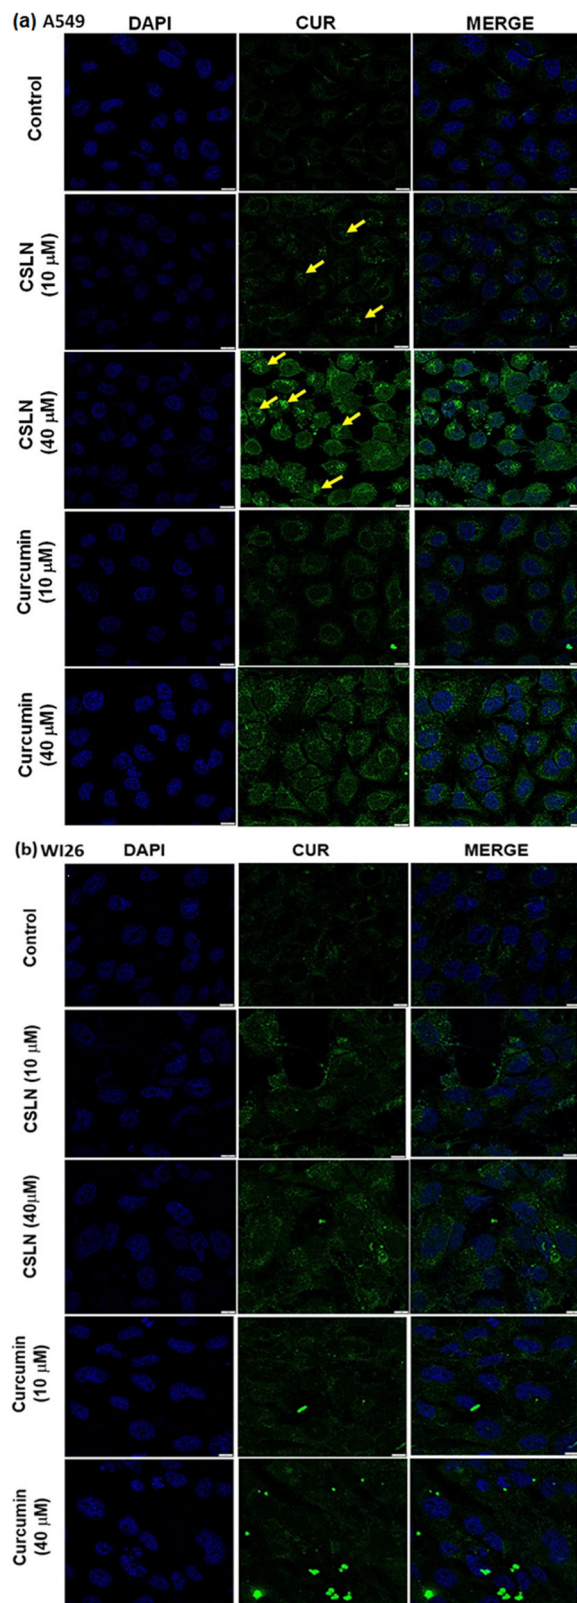 (a) A549 DAPI CUR MERGE
Control
CSLN
(10 μM)
CSLN
(40 μM)
Curcumin
(10 μM)
Curcumin
(40 μM)
(b) WI26 DAPI CUR MERGE
Control
CSLN (10 μM)
CSLN (40μM)
Curcumin
(10 μM)
Curcumin
(40 μM)